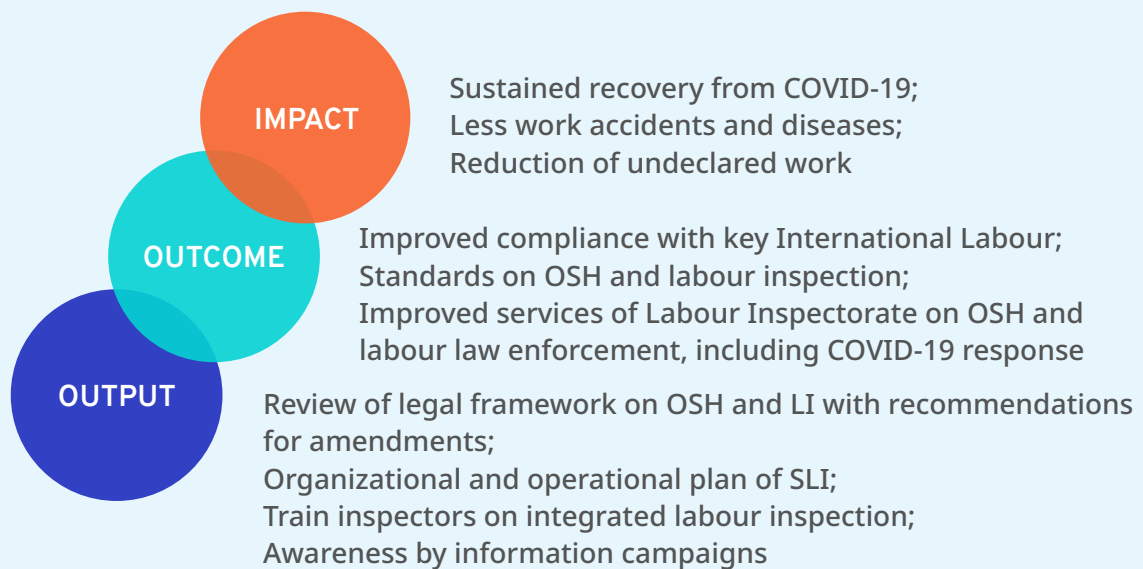 IMPACT
Sustained recovery from COVID-19;
Less work accidents and diseases;
Reduction of undeclared work
OUTCOME
Improved compliance with key International Labour;
Standards on OSH and labour inspection;
Improved services of Labour Inspectorate on OSH and
labour law enforcement, including COVID-19 response
OUTPUT
Review of legal framework on OSH and LI with recommendations
for amendments;
Organizational and operational plan of SLI;
Train inspectors on integrated labour inspection;
Awareness by information campaigns